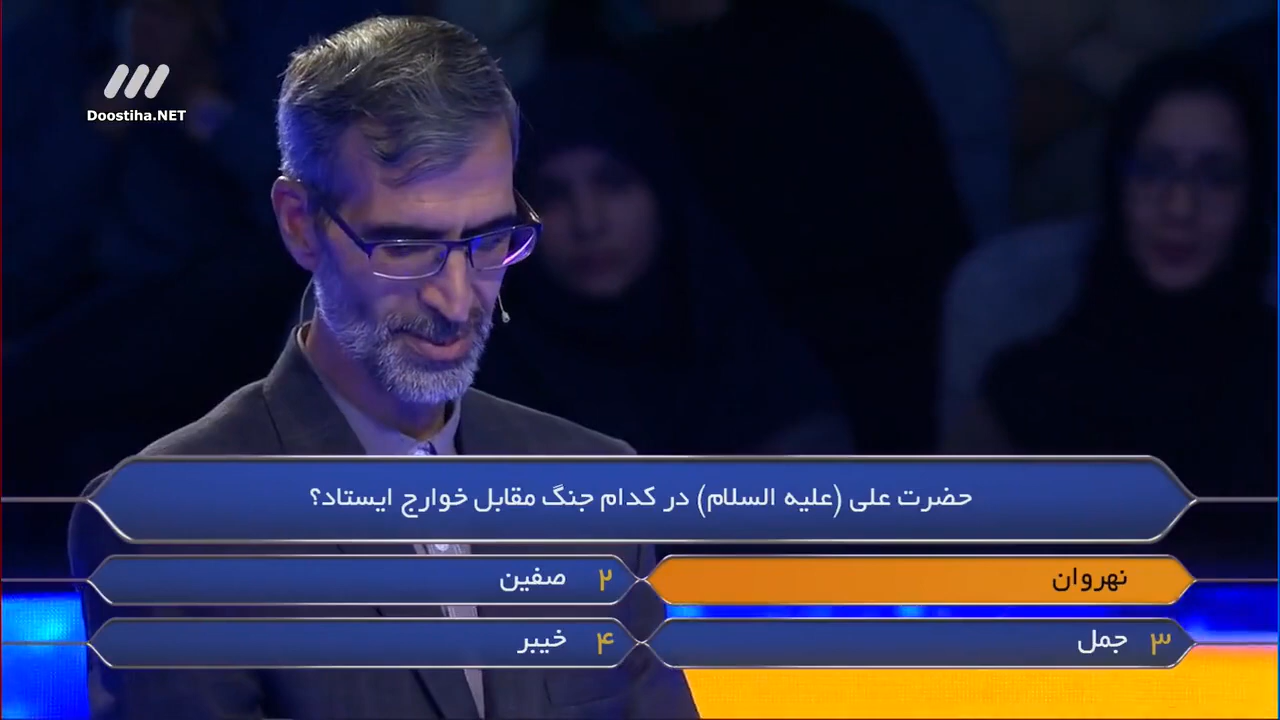 Doostiha.NET
حضرت علی (علیه السلام) در کدام جنگ مقابل خوارج ایستاد؟
نهروان
۲ صفین
۳ جمل
۴ خیبر